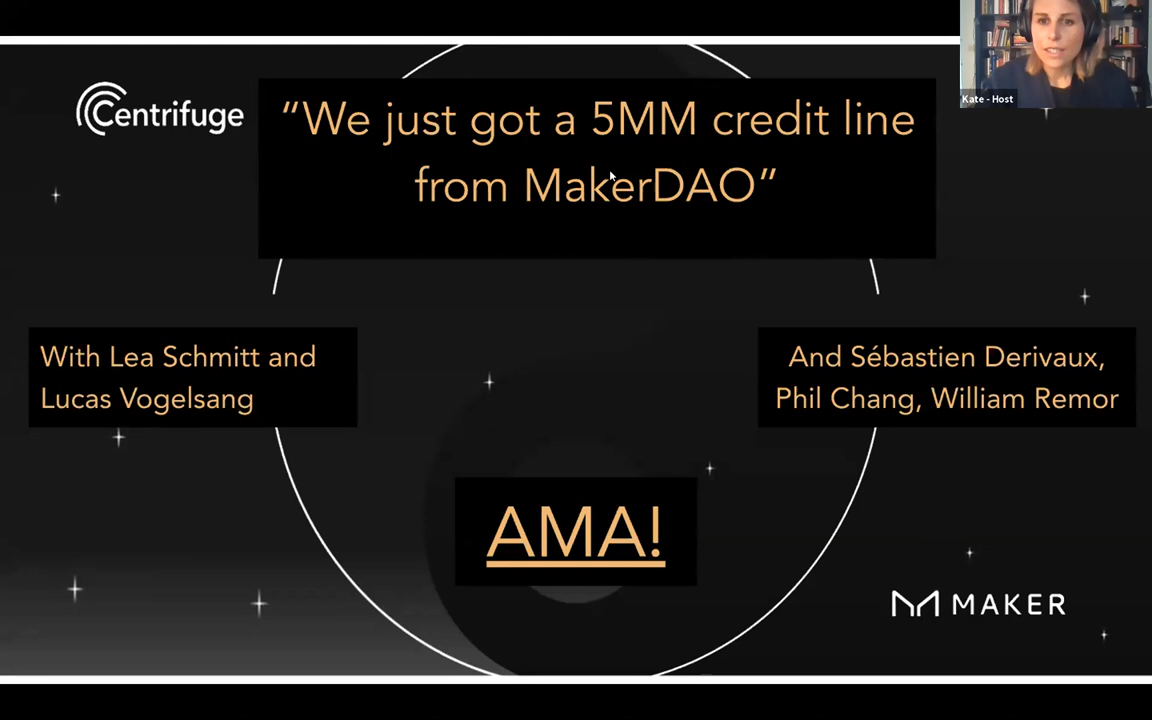 Centrifuge
“We just got a 5MM credit line
from MakerDAO”
Kate - Host
With Lea Schmitt and
Lucas Vogelsang
And Sébastien Derivaux,
Phil Chang, William Remor
AMA!
MAKER